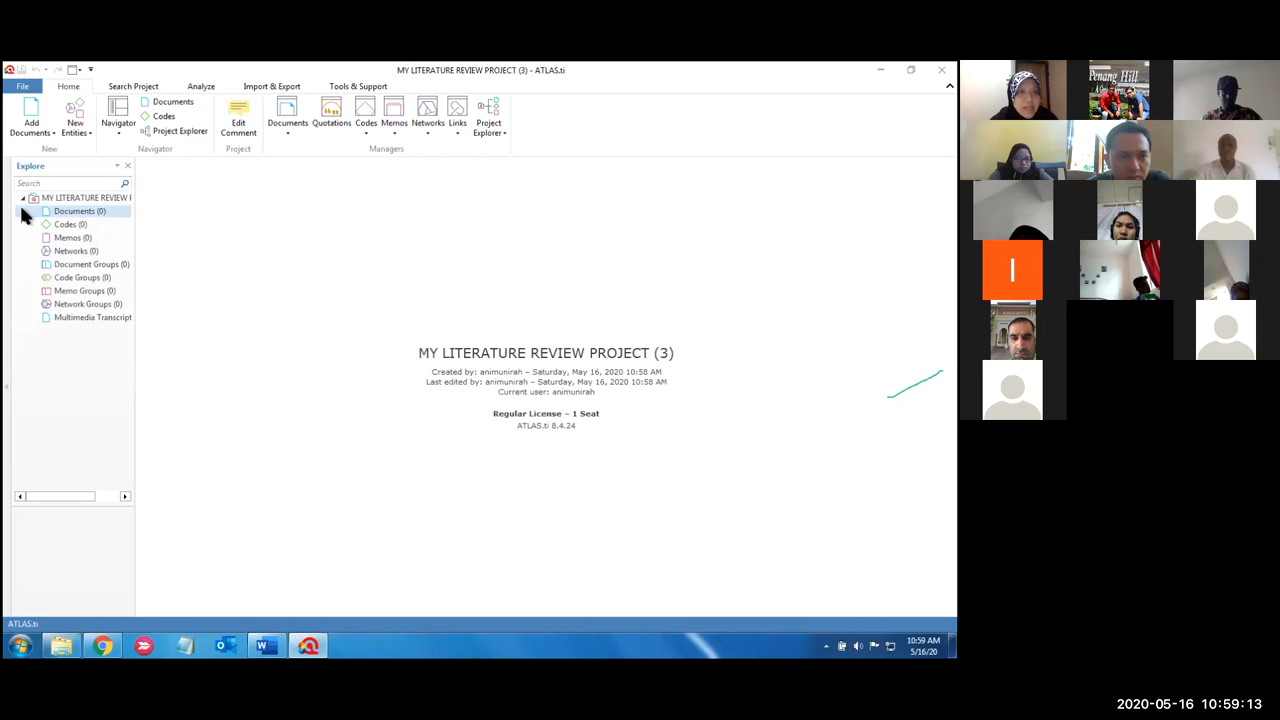 MY LITERATURE REVIEW PROJECT (3) - ATLAS.ti
File Home Search Project Analyze Import & Export Tools & Support
Add Documents
New Entities
New
Navigator
Documents
Codes
Project Explorer
Navigator
Edit Comment
Project
Documents Quotations Codes Memos Networks Links Project Explorer
Managers
Explore
Search
MY LITERATURE REVIEW P
Documents (0)
Codes (0)
Memos (0)
Networks (0)
Document Groups (0)
Code Groups (0)
Memo Groups (0)
Network Groups (0)
Multimedia Transcript
MY LITERATURE REVIEW PROJECT (3)
Created by: animunirah – Saturday, May 16, 2020 10:58 AM
Last edited by: animunirah – Saturday, May 16, 2020 10:58 AM
Current user: animunirah
Regular License – 1 Seat
ATLAS.ti 8.4.24
ATLAS.ti
10:59 AM
5/16/20
Penang Hill
I
2020-05-16 10:59:13